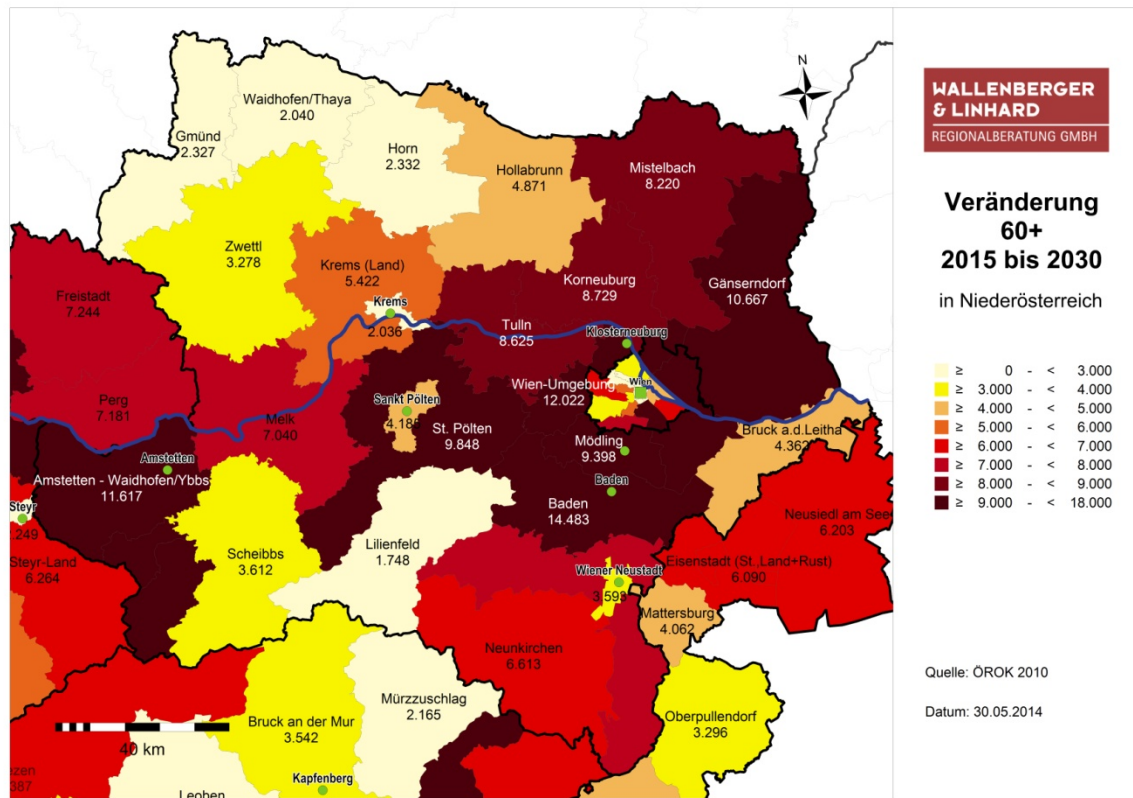 N
Waidhofen/Thaya
2.040
Gmünd
2.327
Horn
2.332
Hollabrunn
4.871
Mistelbach
8.220
Zwettl
3.278
Krems (Land)
5.422
Korneuburg
8.729
Gänserndorf
10.667
Freistadt
7.244
Krems
2.036
Tulln
8.625
Klosterneuburg
Wien-Umgebung
12.022
Wien
Perg
7.181
Melk
7.040
Sankt Pölten
St. Pölten
9.848
Mödling
9.398
Bruck a.d.Leitha
4.362
Amstetten
Amstetten - Waidhofen/Ybbs
11.617
Baden
Baden
14.483
Steyr
.249
Steyr-Land
6.264
Neusiedl am See
6.203
Scheibbs
3.612
Lilienfeld
1.748
Wiener Neustadt
Eisenstadt (St.,Land+Rust)
6.090
Mattersburg
4.062
Neunkirchen
6.613
Mürzzuschlag
2.165
Bruck an der Mur
3.542
Oberpullendorf
3.296
40 km
ezen
387
Kapfenberg
Leoben
WALLENBERGER
& LINHARD
REGIONALBERATUNG GMBH
Veränderung
60+
2015 bis 2030
in Niederösterreich
≥ 0 - < 3.000
≥ 3.000 - < 4.000
≥ 4.000 - < 5.000
≥ 5.000 - < 6.000
≥ 6.000 - < 7.000
≥ 7.000 - < 8.000
≥ 8.000 - < 9.000
≥ 9.000 - < 18.000
Quelle: ÖROK 2010
Datum: 30.05.2014